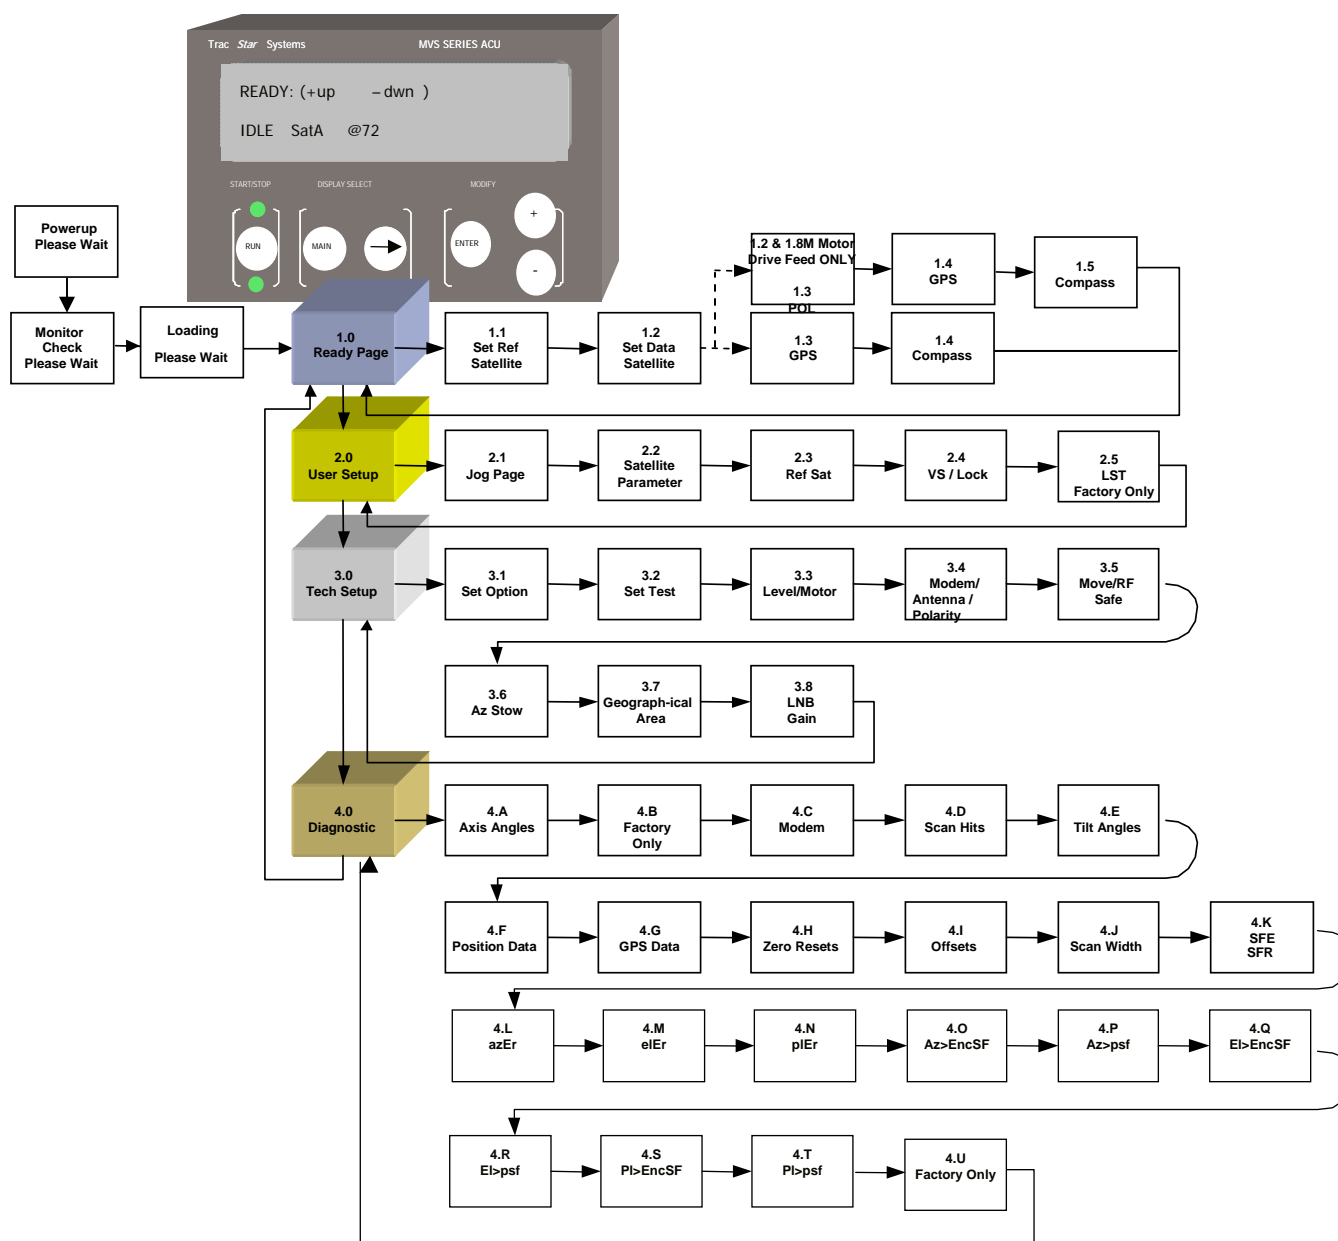 Trac Star Systems MVS SERIES ACU
READY: (+up –dwn )
IDLE SatA @72
START/STOP DISPLAY SELECT MODIFY
RUN MAIN ENTER + -
Powerup
Please Wait
Monitor
Check
Please Wait
Loading
Please Wait
1.0
Ready Page
1.1
Set Ref
Satellite
1.2
Set Data
Satellite
1.2 & 1.8M Motor
Drive Feed ONLY
1.3
POL
1.4
GPS
1.5
Compass
1.3
GPS
1.4
Compass
2.0
User Setup
2.1
Jog Page
2.2
Satellite
Parameter
2.3
Ref Sat
2.4
VS / Lock
2.5
LST
Factory Only
3.0
Tech Setup
3.1
Set Option
3.2
Set Test
3.3
Level/Motor
3.4
Modem/
Antenna /
Polarity
3.5
Move/RF
Safe
3.6
Az Stow
3.7
Geograph-ical
Area
3.8
LNB
Gain
4.0
Diagnostic
4.A
Axis Angles
4.B
Factory
Only
4.C
Modem
4.D
Scan Hits
4.E
Tilt Angles
4.F
Position Data
4.G
GPS Data
4.H
Zero Resets
4.I
Offsets
4.J
Scan Width
4.K
SFE
SFR
4.L
azEr
4.M
elEr
4.N
plEr
4.O
Az>EncSF
4.P
Az>psf
4.Q
El>EncSF
4.R
El>psf
4.S
Pl>EncSF
4.T
Pl>psf
4.U
Factory Only